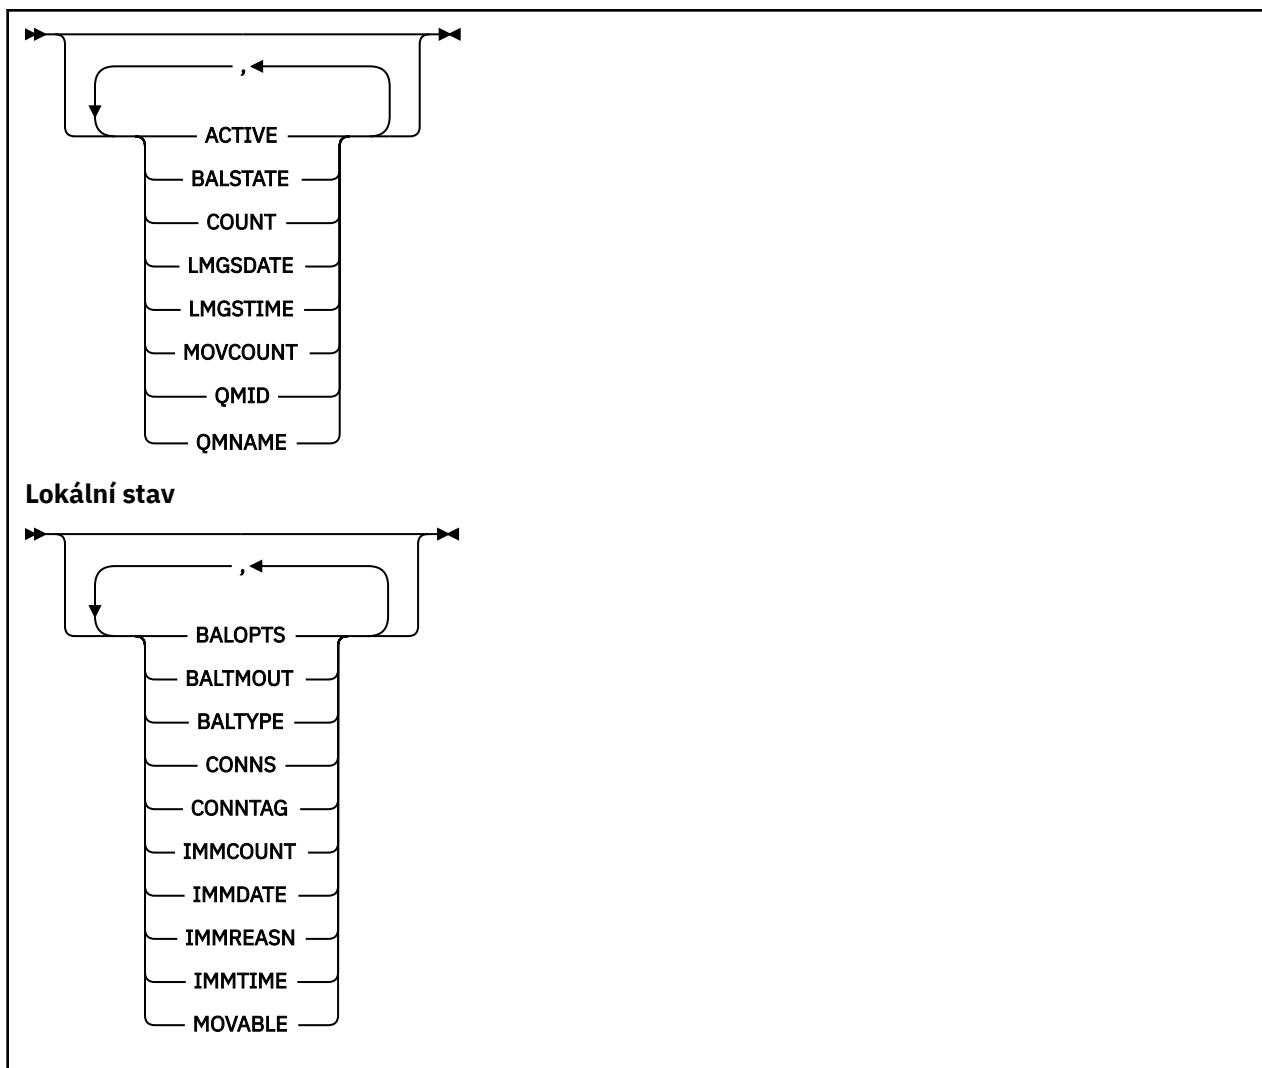 ,
ACTIVE
BALSTATE
COUNT
LMGSDATE
LMGSTIME
MOVCOUNT
QMID
QMNAME
Lokální stav
,
BALOPTS
BALTMOUT
BALTYPE
CONNS
CONNTAG
IMMCOUNT
IMMDATE
IMMREASN
IMMTIME
MOVABLE